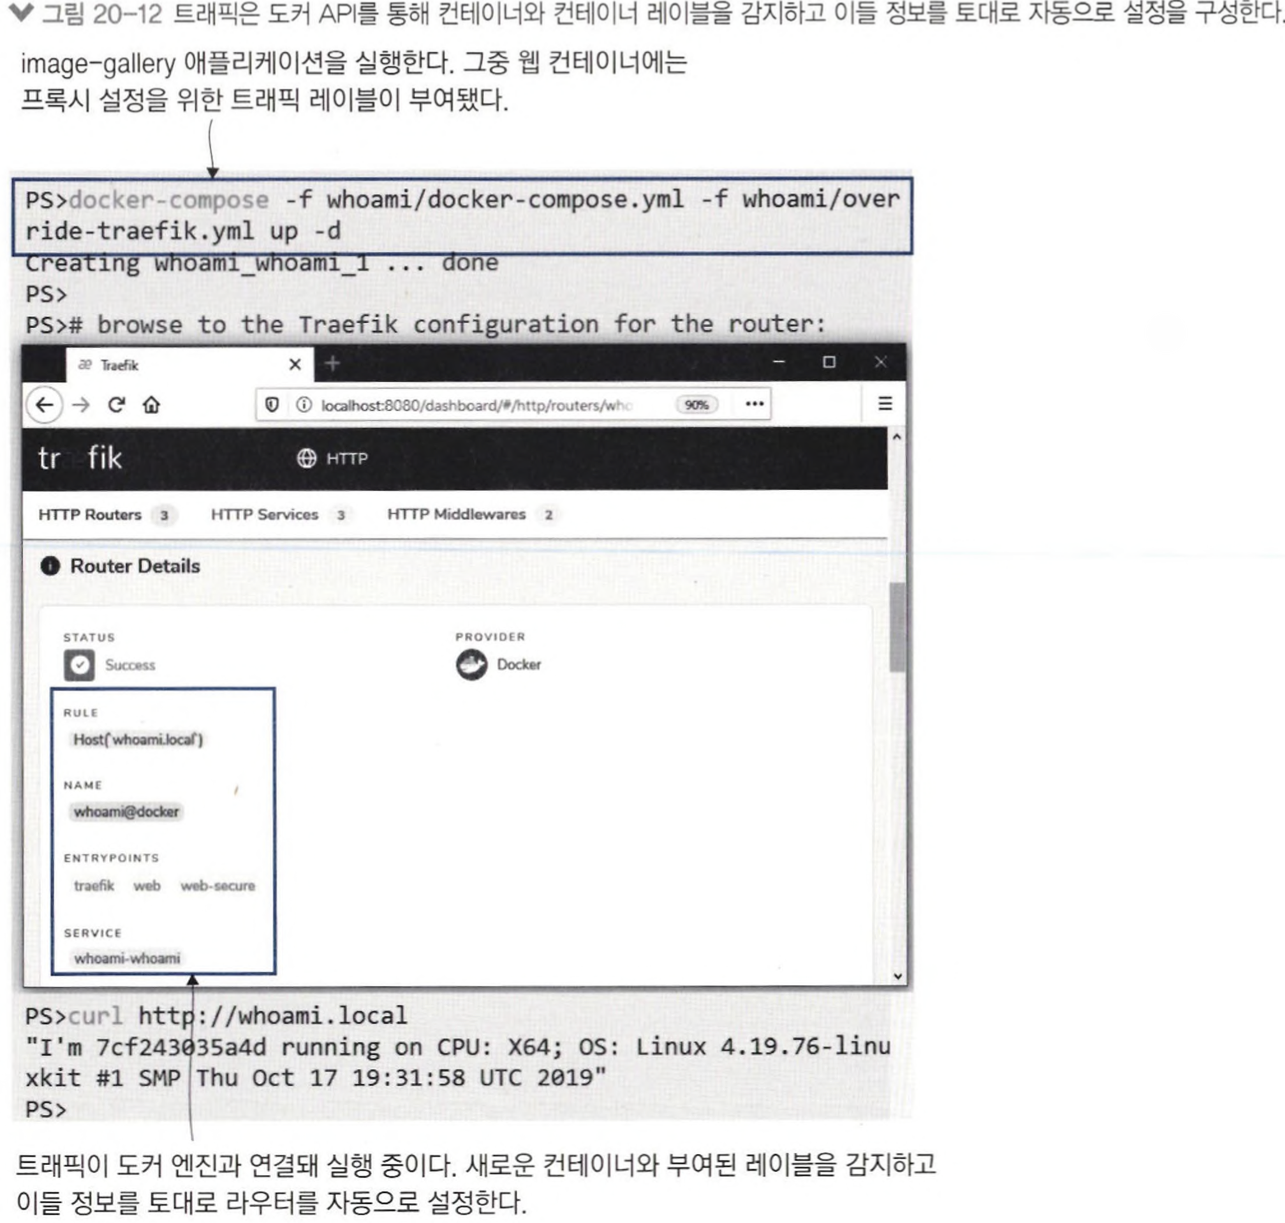 그림 20-12 트래픽은 도커 API를 통해 컨테이너와 컨테이너 레이블을 감지하고 이들 정보를 토대로 자동으로 설정을 구성한다.
image-gallery 애플리케이션을 실행한다. 그중 웹 컨테이너에는
프록시 설정을 위한 트래픽 레이블이 부여됐다.
PS>docker-compose -f whoami/docker-compose.yml -f whoami/over
ride-traefik.yml up -d
Creating whoami_whoami_1 ... done
PS>
PS># browse to the Traefik configuration for the router:
æ Traefik
localhost:8080/dashboard/#/http/routers/who
90%
træfik
HTTP
HTTP Routers 3 HTTP Services 3 HTTP Middlewares 2
Router Details
STATUS PROVIDER
Success Docker
RULE
Host(`whoami.local`)
NAME
whoami@docker
ENTRYPOINTS
traefik web web-secure
SERVICE
whoami-whoami
PS>curl http://whoami.local
"I'm 7cf243035a4d running on CPU: X64; OS: Linux 4.19.76-linu
xkit #1 SMP Thu Oct 17 19:31:58 UTC 2019"
PS>
트래픽이 도커 엔진과 연결돼 실행 중이다. 새로운 컨테이너와 부여된 레이블을 감지하고
이들 정보를 토대로 라우터를 자동으로 설정한다.